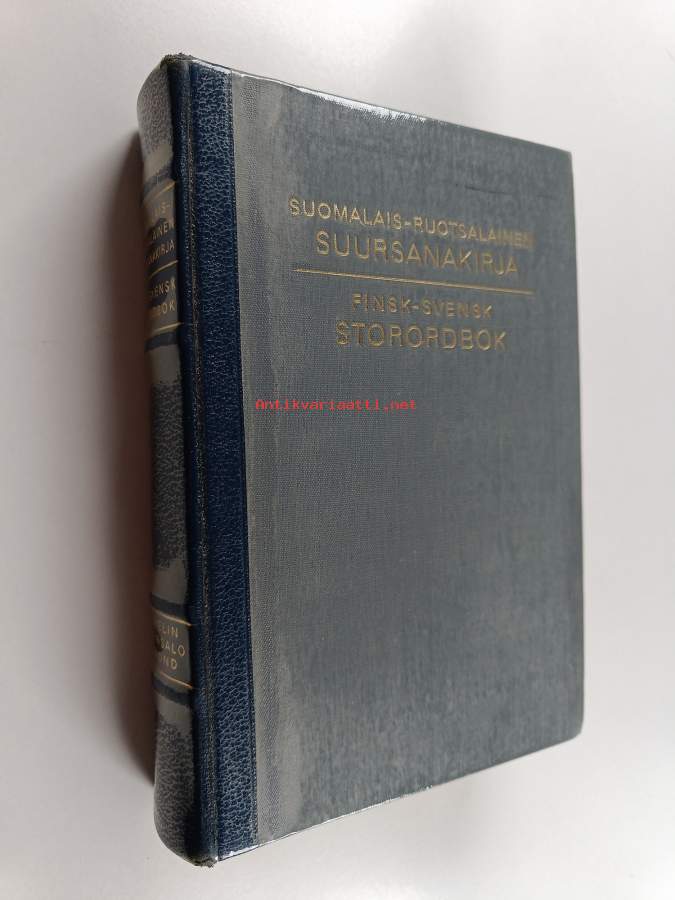 SUOMALAIS-RUOTSALAINEN
SUURSANAKIRJA
FINSK-SVENSK
STORORDBOK
Antikvariaatti.net